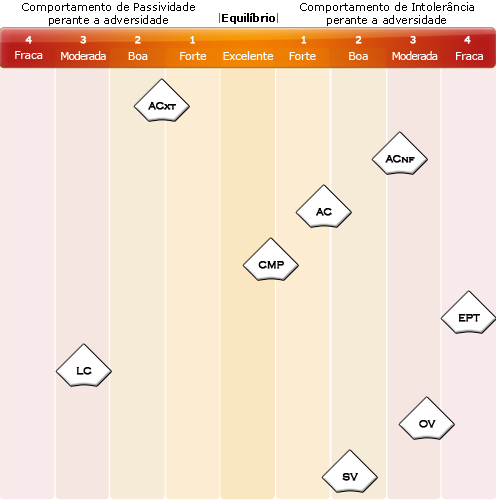 Comportamento de Passividade
perante a adversidade
|Equilíbrio|
Comportamento de Intolerância
perante a adversidade
4 3 2 1 1 2 3 4
Fraca Moderada Boa Forte Excelente Forte Boa Moderada Fraca
ACXT
ACNF
AC
CMP
EPT
LC
OV
SV